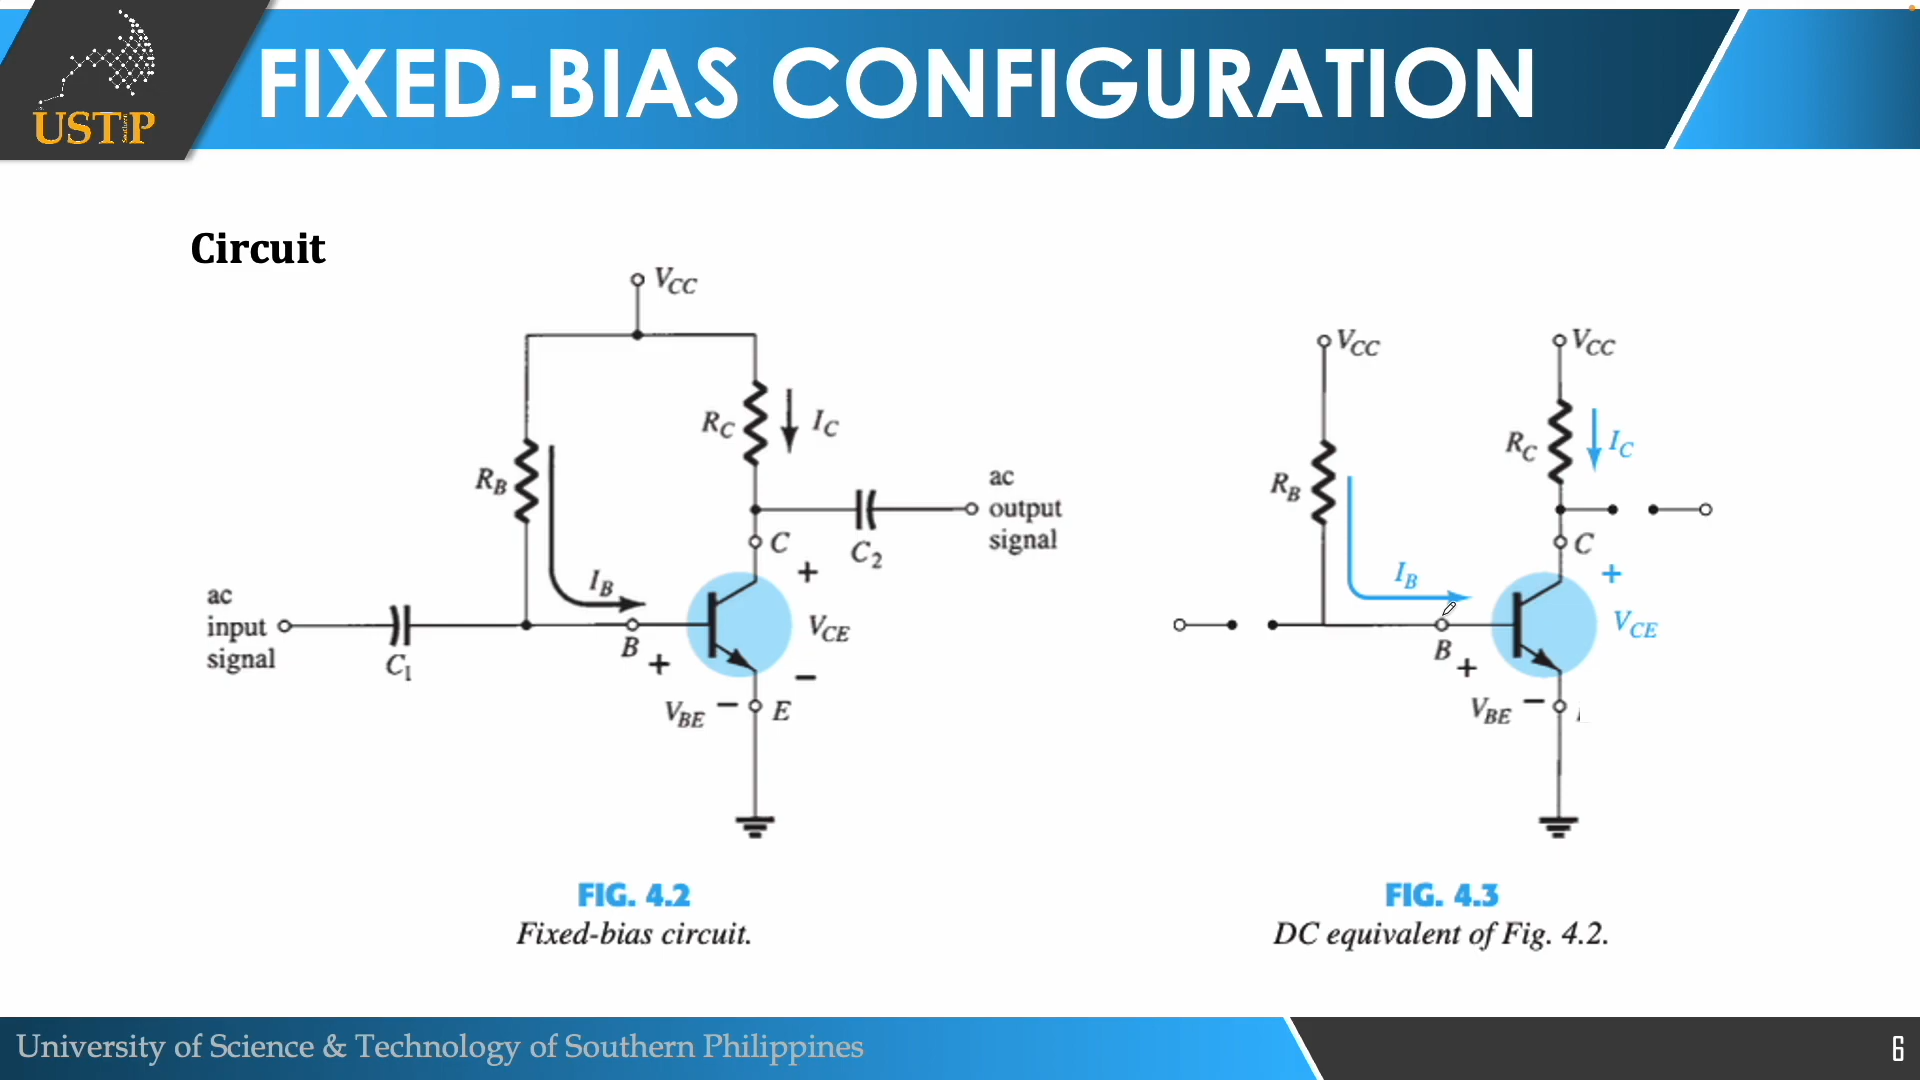 USTP
Southern
FIXED-BIAS CONFIGURATION
Circuit
VCC
RC
IC
RB
ac
output
signal
C
C2
+
IB
ac
input
signal
C1
B
+
VCE
−
VBE − E
FIG. 4.2
Fixed-bias circuit.
VCC
VCC
RC
IC
RB
C
+
IB
VCE
B
+
VBE −
FIG. 4.3
DC equivalent of Fig. 4.2.
University of Science & Technology of Southern Philippines
6